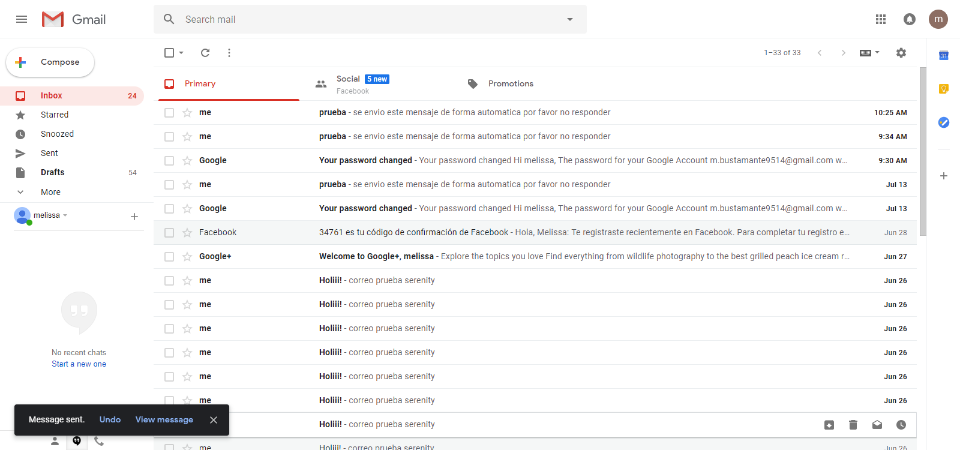 Gmail
Search mail
m
Compose
1–33 of 33
31
Primary
Social 5 new
Facebook
Promotions
Inbox 24
Starred
Snoozed
Sent
Drafts 54
More
melissa
me prueba - se envio este mensaje de forma automatica por favor no responder 10:25 AM
me prueba - se envio este mensaje de forma automatica por favor no responder 9:34 AM
Google Your password changed - Your password changed Hi melissa, The password for your Google Account m.bustamante9514@gmail.com w... 9:30 AM
me prueba - se envio este mensaje de forma automatica por favor no responder Jul 13
Google Your password changed - Your password changed Hi melissa, The password for your Google Account m.bustamante9514@gmail.com w... Jul 13
Facebook 34761 es tu código de confirmación de Facebook - Hola, Melissa: Te registraste recientemente en Facebook. Para completar tu registro e... Jun 28
Google+ Welcome to Google+, melissa - Explore the topics you love Find everything from wildlife photography to the best grilled peach ice cream r... Jun 27
me Holiii! - correo prueba serenity Jun 26
me Holiii! - correo prueba serenity Jun 26
me Holiii! - correo prueba serenity Jun 26
me Holiii! - correo prueba serenity Jun 26
me Holiii! - correo prueba serenity Jun 26
me Holiii! - correo prueba serenity Jun 26
Holiii! - correo prueba serenity
me Holiii! - correo prueba serenity Jun 26
No recent chats
Start a new one
Message sent. Undo View message